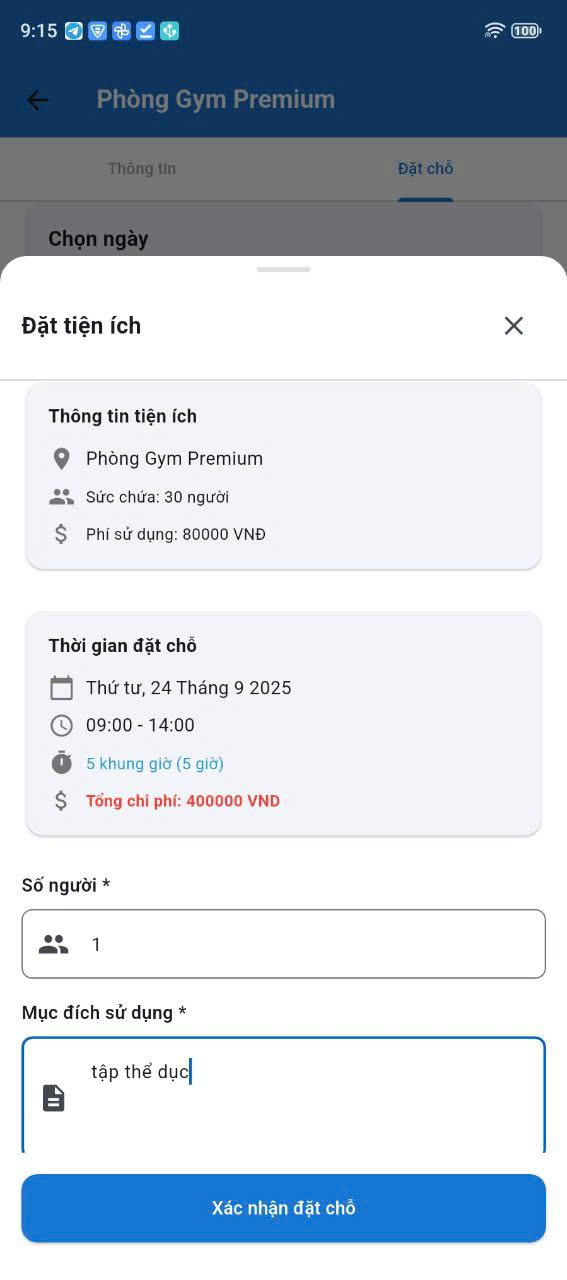 9:15
100
Phòng Gym Premium
Thông tin
Đặt chỗ
Chọn ngày
Đặt tiện ích
Thông tin tiện ích
Phòng Gym Premium
Sức chứa: 30 người
Phí sử dụng: 80000 VNĐ
Thời gian đặt chỗ
Thứ tư, 24 Tháng 9 2025
09:00 - 14:00
5 khung giờ (5 giờ)
Tổng chi phí: 400000 VND
Số người *
1
Mục đích sử dụng *
tập thể dục
Xác nhận đặt chỗ